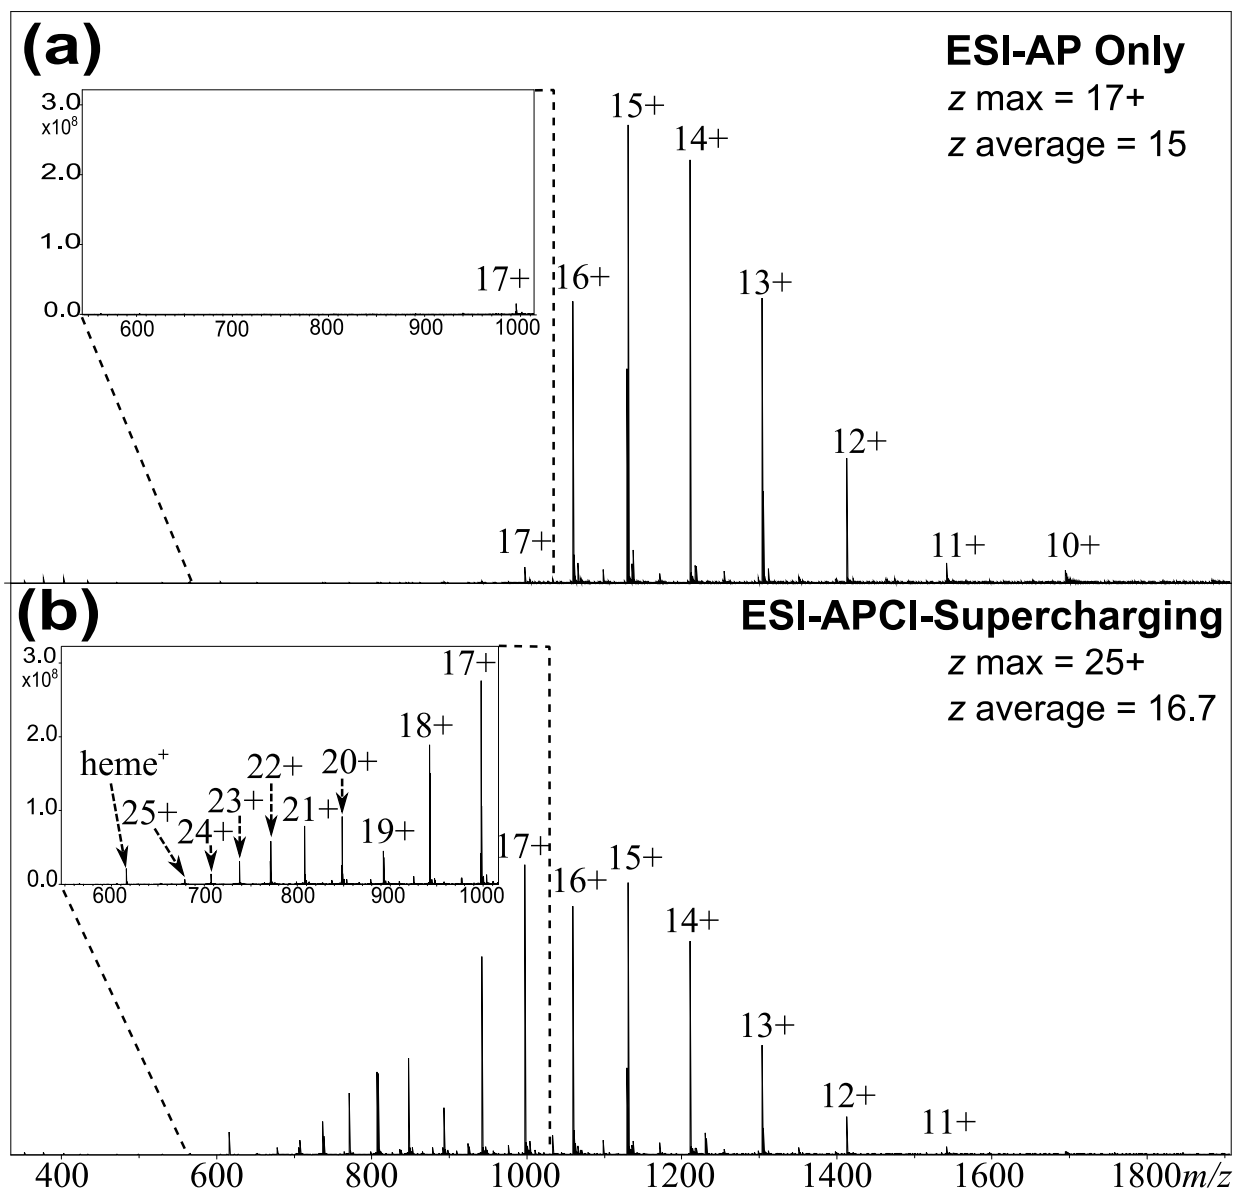 (a)
ESI-AP Only
z max = 17+
z average = 15
3.0
x10⁸
2.0
1.0
0.0
17+
600 700 800 900 1000
15+
14+
16+
13+
12+
17+
11+
10+
(b)
ESI-APCI-Supercharging
z max = 25+
z average = 16.7
3.0
x10⁸
2.0
1.0
0.0
17+
18+
heme⁺
22+
20+
25+
24+
23+
21+
19+
600 700 800 900 1000
17+
16+
15+
14+
13+
12+
11+
400 600 800 1000 1200 1400 1600 1800m/z